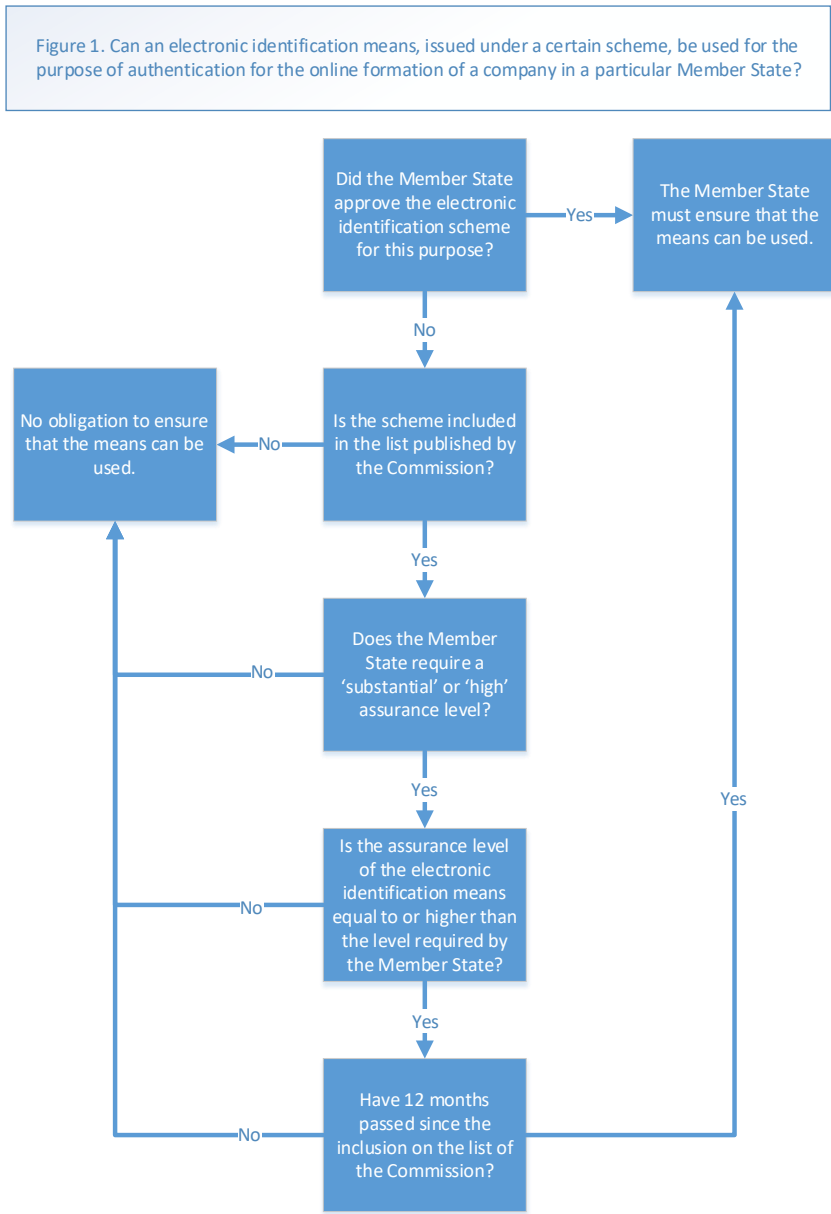 Figure 1. Can an electronic identification means, issued under a certain scheme, be used for the
purpose of authentication for the online formation of a company in a particular Member State?
Did the Member State
approve the electronic
identification scheme
for this purpose?
Yes
The Member State
must ensure that the
means can be used.
No
No obligation to ensure
that the means can be
used.
No
Is the scheme included
in the list published by
the Commission?
Yes
Does the Member
State require a
‘substantial’ or ‘high’
assurance level?
No
Yes
Yes
Is the assurance level
of the electronic
identification means
equal to or higher than
the level required by
the Member State?
No
Yes
Have 12 months
passed since the
inclusion on the list of
the Commission?
No